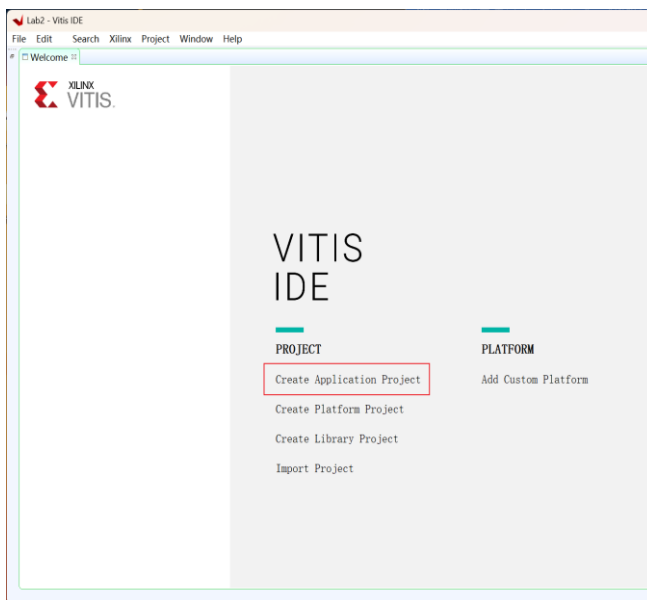 Lab2 - Vitis IDE
File Edit Search Xilinx Project Window Help
Welcome
XILINX
VITIS.
VITIS
IDE
PROJECT
Create Application Project
Create Platform Project
Create Library Project
Import Project
PLATFORM
Add Custom Platform